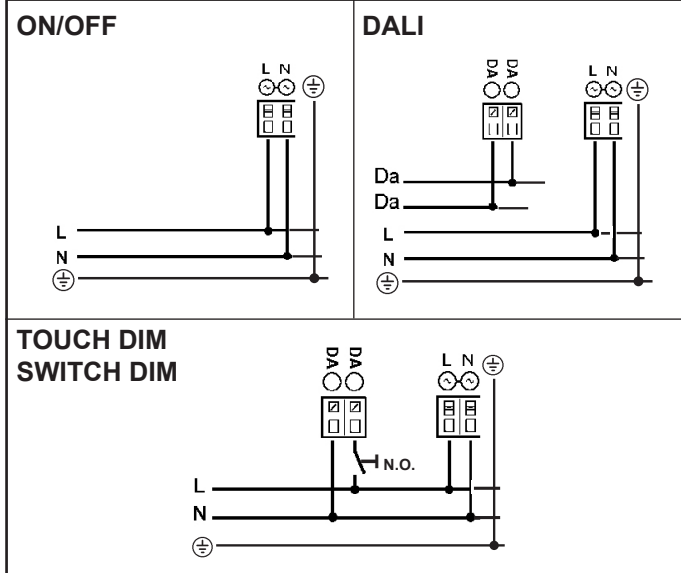 ON/OFF
L N
L
N
DALI
DA DA
L N
Da
Da
L
N
TOUCH DIM
SWITCH DIM
DA DA
L N
N.O.
L
N